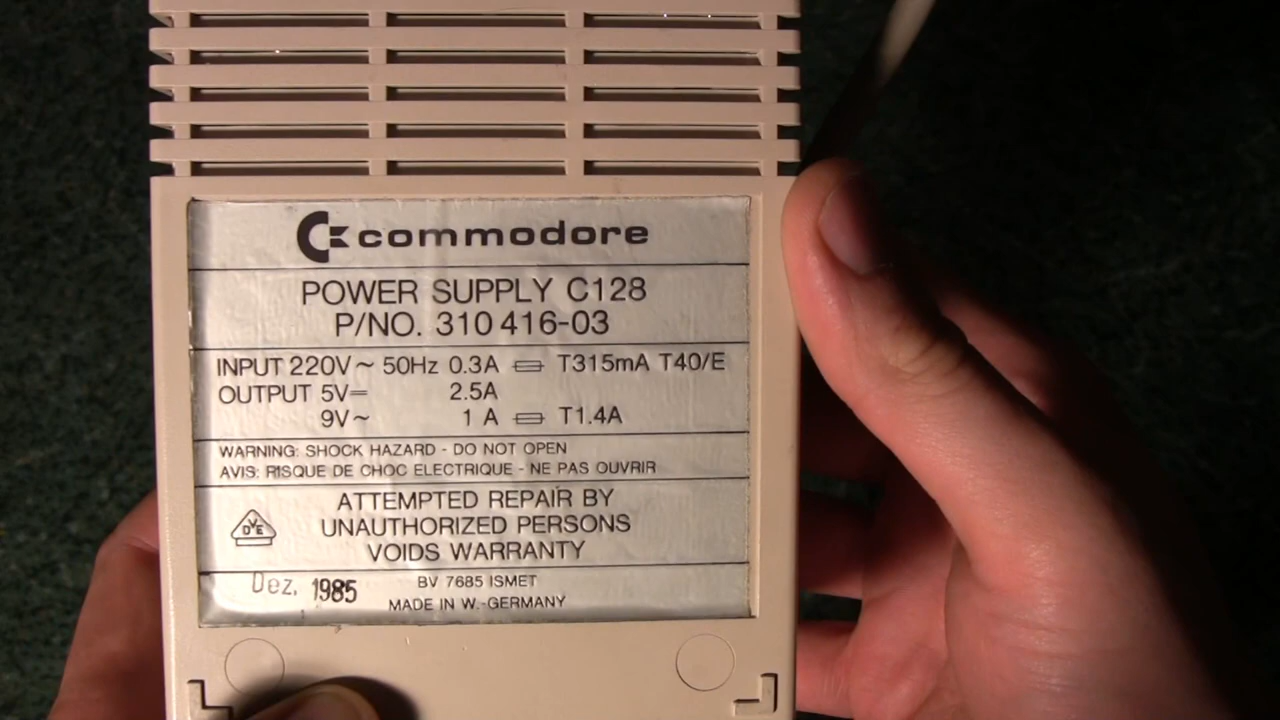 commodore
POWER SUPPLY C128
P/NO. 310 416-03
INPUT 220V~ 50Hz 0.3A T315mA T40/E
OUTPUT 5V⎓ 2.5A
9V~ 1 A T1.4A
WARNING: SHOCK HAZARD - DO NOT OPEN
AVIS: RISQUE DE CHOC ELECTRIQUE - NE PAS OUVRIR
ATTEMPTED REPAIR BY
UNAUTHORIZED PERSONS
VOIDS WARRANTY
DVE
Dez. 1985
BV 7685 ISMET
MADE IN W.-GERMANY